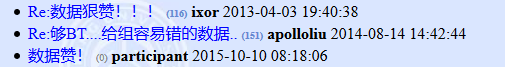 Re:数据狠赞！！！ (116) ixor 2013-04-03 19:40:38
Re:够BT....给组容易错的数据.. (151) apolloliu 2014-08-14 14:42:44
数据赞！ (0) participant 2015-10-10 08:18:06